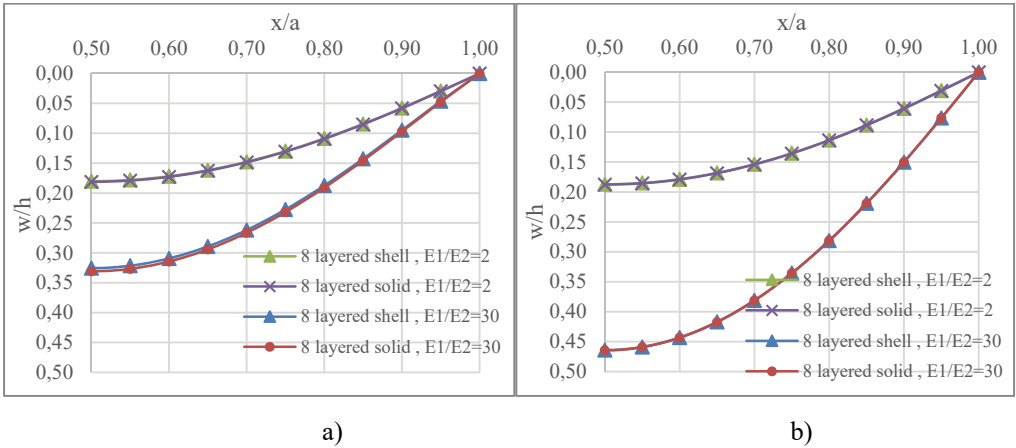 x/a
0,50 0,60 0,70 0,80 0,90 1,00
0,00
0,05
0,10
0,15
0,20
0,25
0,30
0,35
0,40
0,45
0,50
w/h
8 layered shell , E1/E2=2
8 layered solid , E1/E2=2
8 layered shell , E1/E2=30
8 layered solid , E1/E2=30
a)
x/a
0,50 0,60 0,70 0,80 0,90 1,00
0,00
0,05
0,10
0,15
0,20
0,25
0,30
0,35
0,40
0,45
0,50
w/h
8 layered shell , E1/E2=2
8 layered solid , E1/E2=2
8 layered shell , E1/E2=30
8 layered solid , E1/E2=30
b)